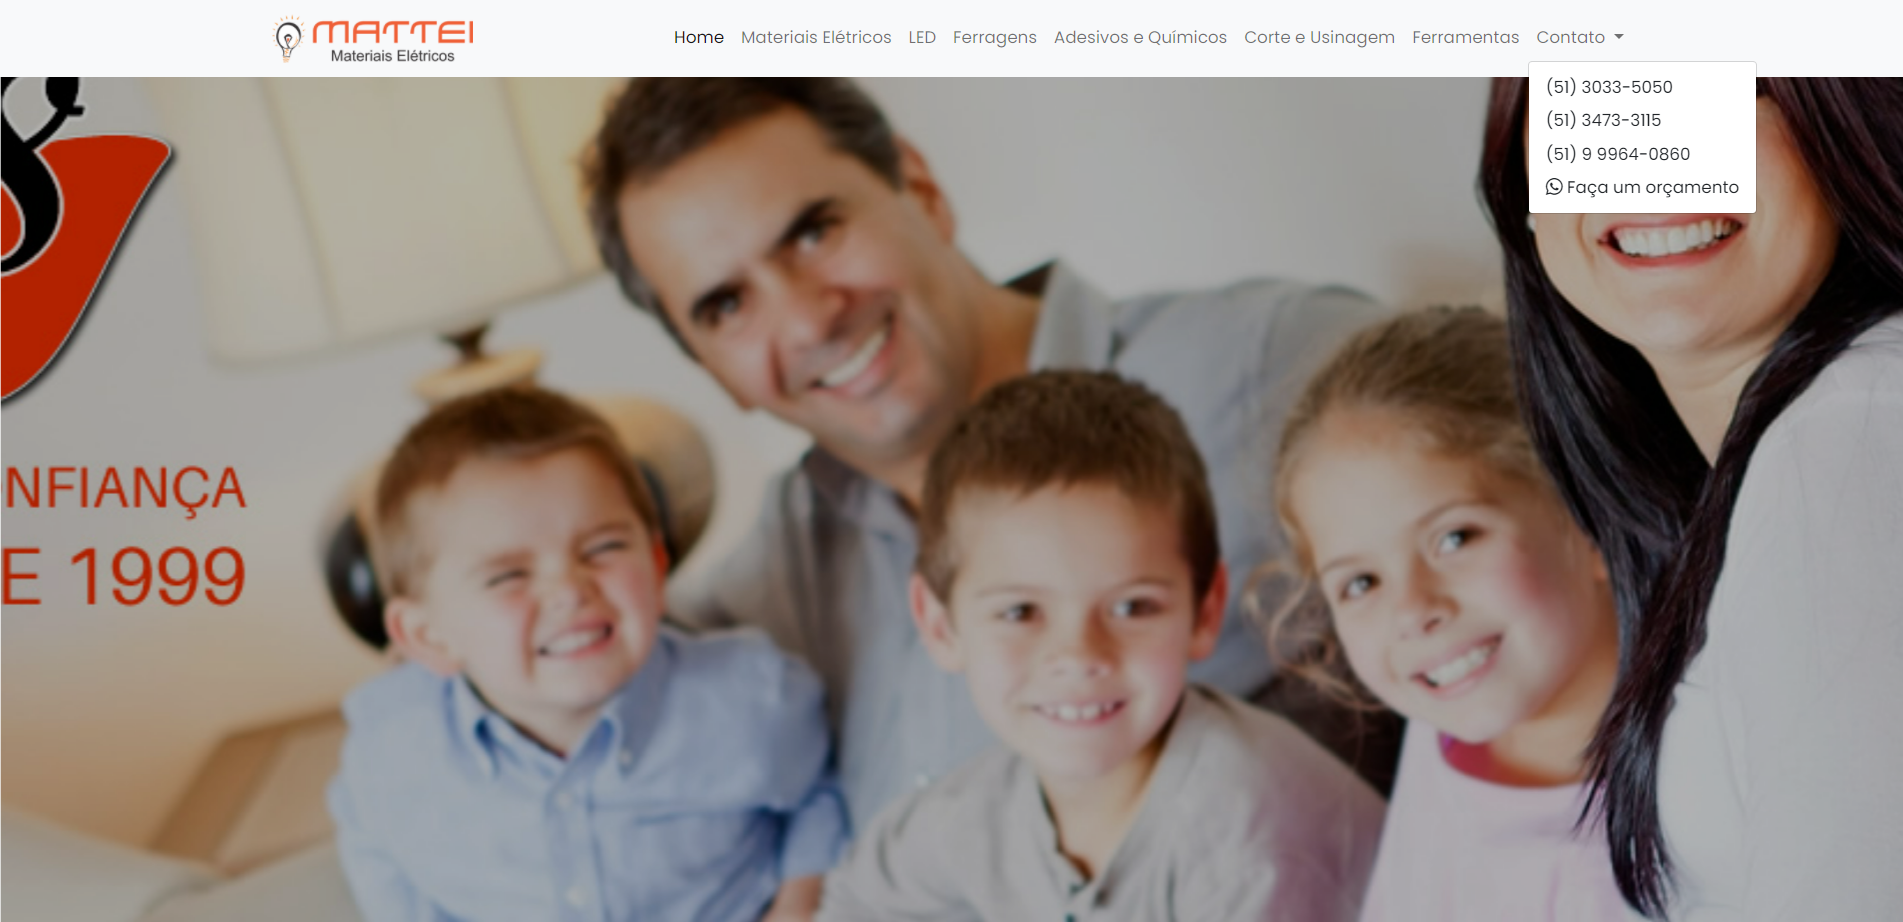 MATTEI
Materiais Elétricos
Home Materiais Elétricos LED Ferragens Adesivos e Químicos Corte e Usinagem Ferramentas Contato
(51) 3033-5050
(51) 3473-3115
(51) 9 9964-0860
Faça um orçamento
&
NFIANÇA
E 1999